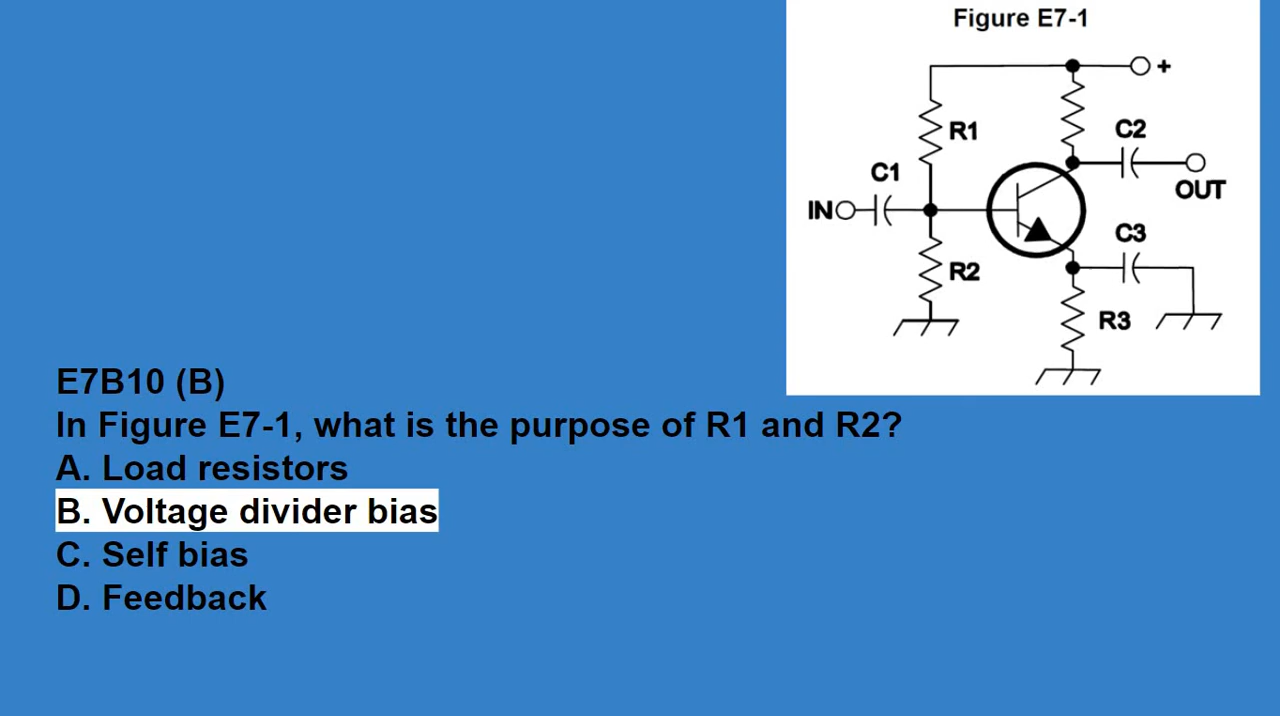 Figure E7-1
+
R1
C2
C1
OUT
IN
C3
R2
R3
E7B10 (B)
In Figure E7-1, what is the purpose of R1 and R2?
A. Load resistors
B. Voltage divider bias
C. Self bias
D. Feedback